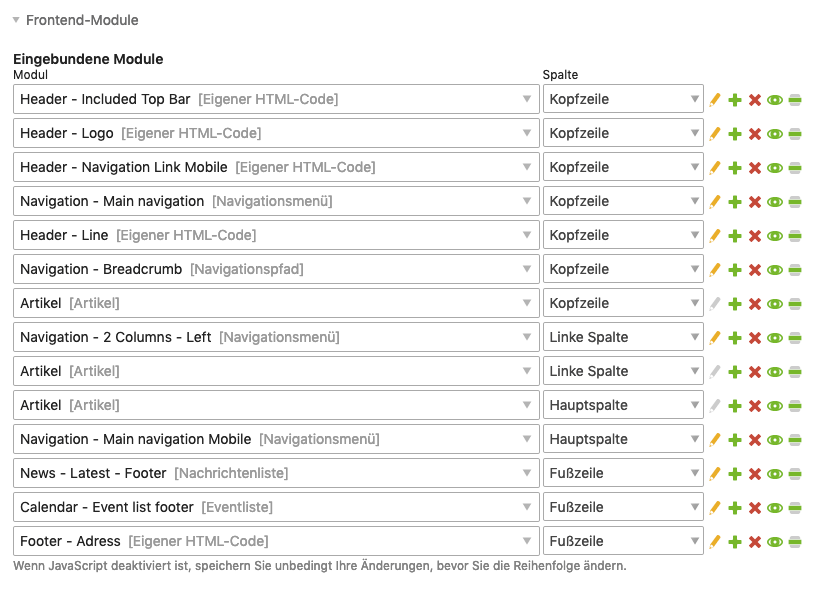 Frontend-Module
Eingebundene Module
Modul Spalte
Header - Included Top Bar [Eigener HTML-Code] Kopfzeile
Header - Logo [Eigener HTML-Code] Kopfzeile
Header - Navigation Link Mobile [Eigener HTML-Code] Kopfzeile
Navigation - Main navigation [Navigationsmenü] Kopfzeile
Header - Line [Eigener HTML-Code] Kopfzeile
Navigation - Breadcrumb [Navigationspfad] Kopfzeile
Artikel [Artikel] Kopfzeile
Navigation - 2 Columns - Left [Navigationsmenü] Linke Spalte
Artikel [Artikel] Linke Spalte
Artikel [Artikel] Hauptspalte
Navigation - Main navigation Mobile [Navigationsmenü] Hauptspalte
News - Latest - Footer [Nachrichtenliste] Fußzeile
Calendar - Event list footer [Eventliste] Fußzeile
Footer - Adress [Eigener HTML-Code] Fußzeile
Wenn JavaScript deaktiviert ist, speichern Sie unbedingt Ihre Änderungen, bevor Sie die Reihenfolge ändern.